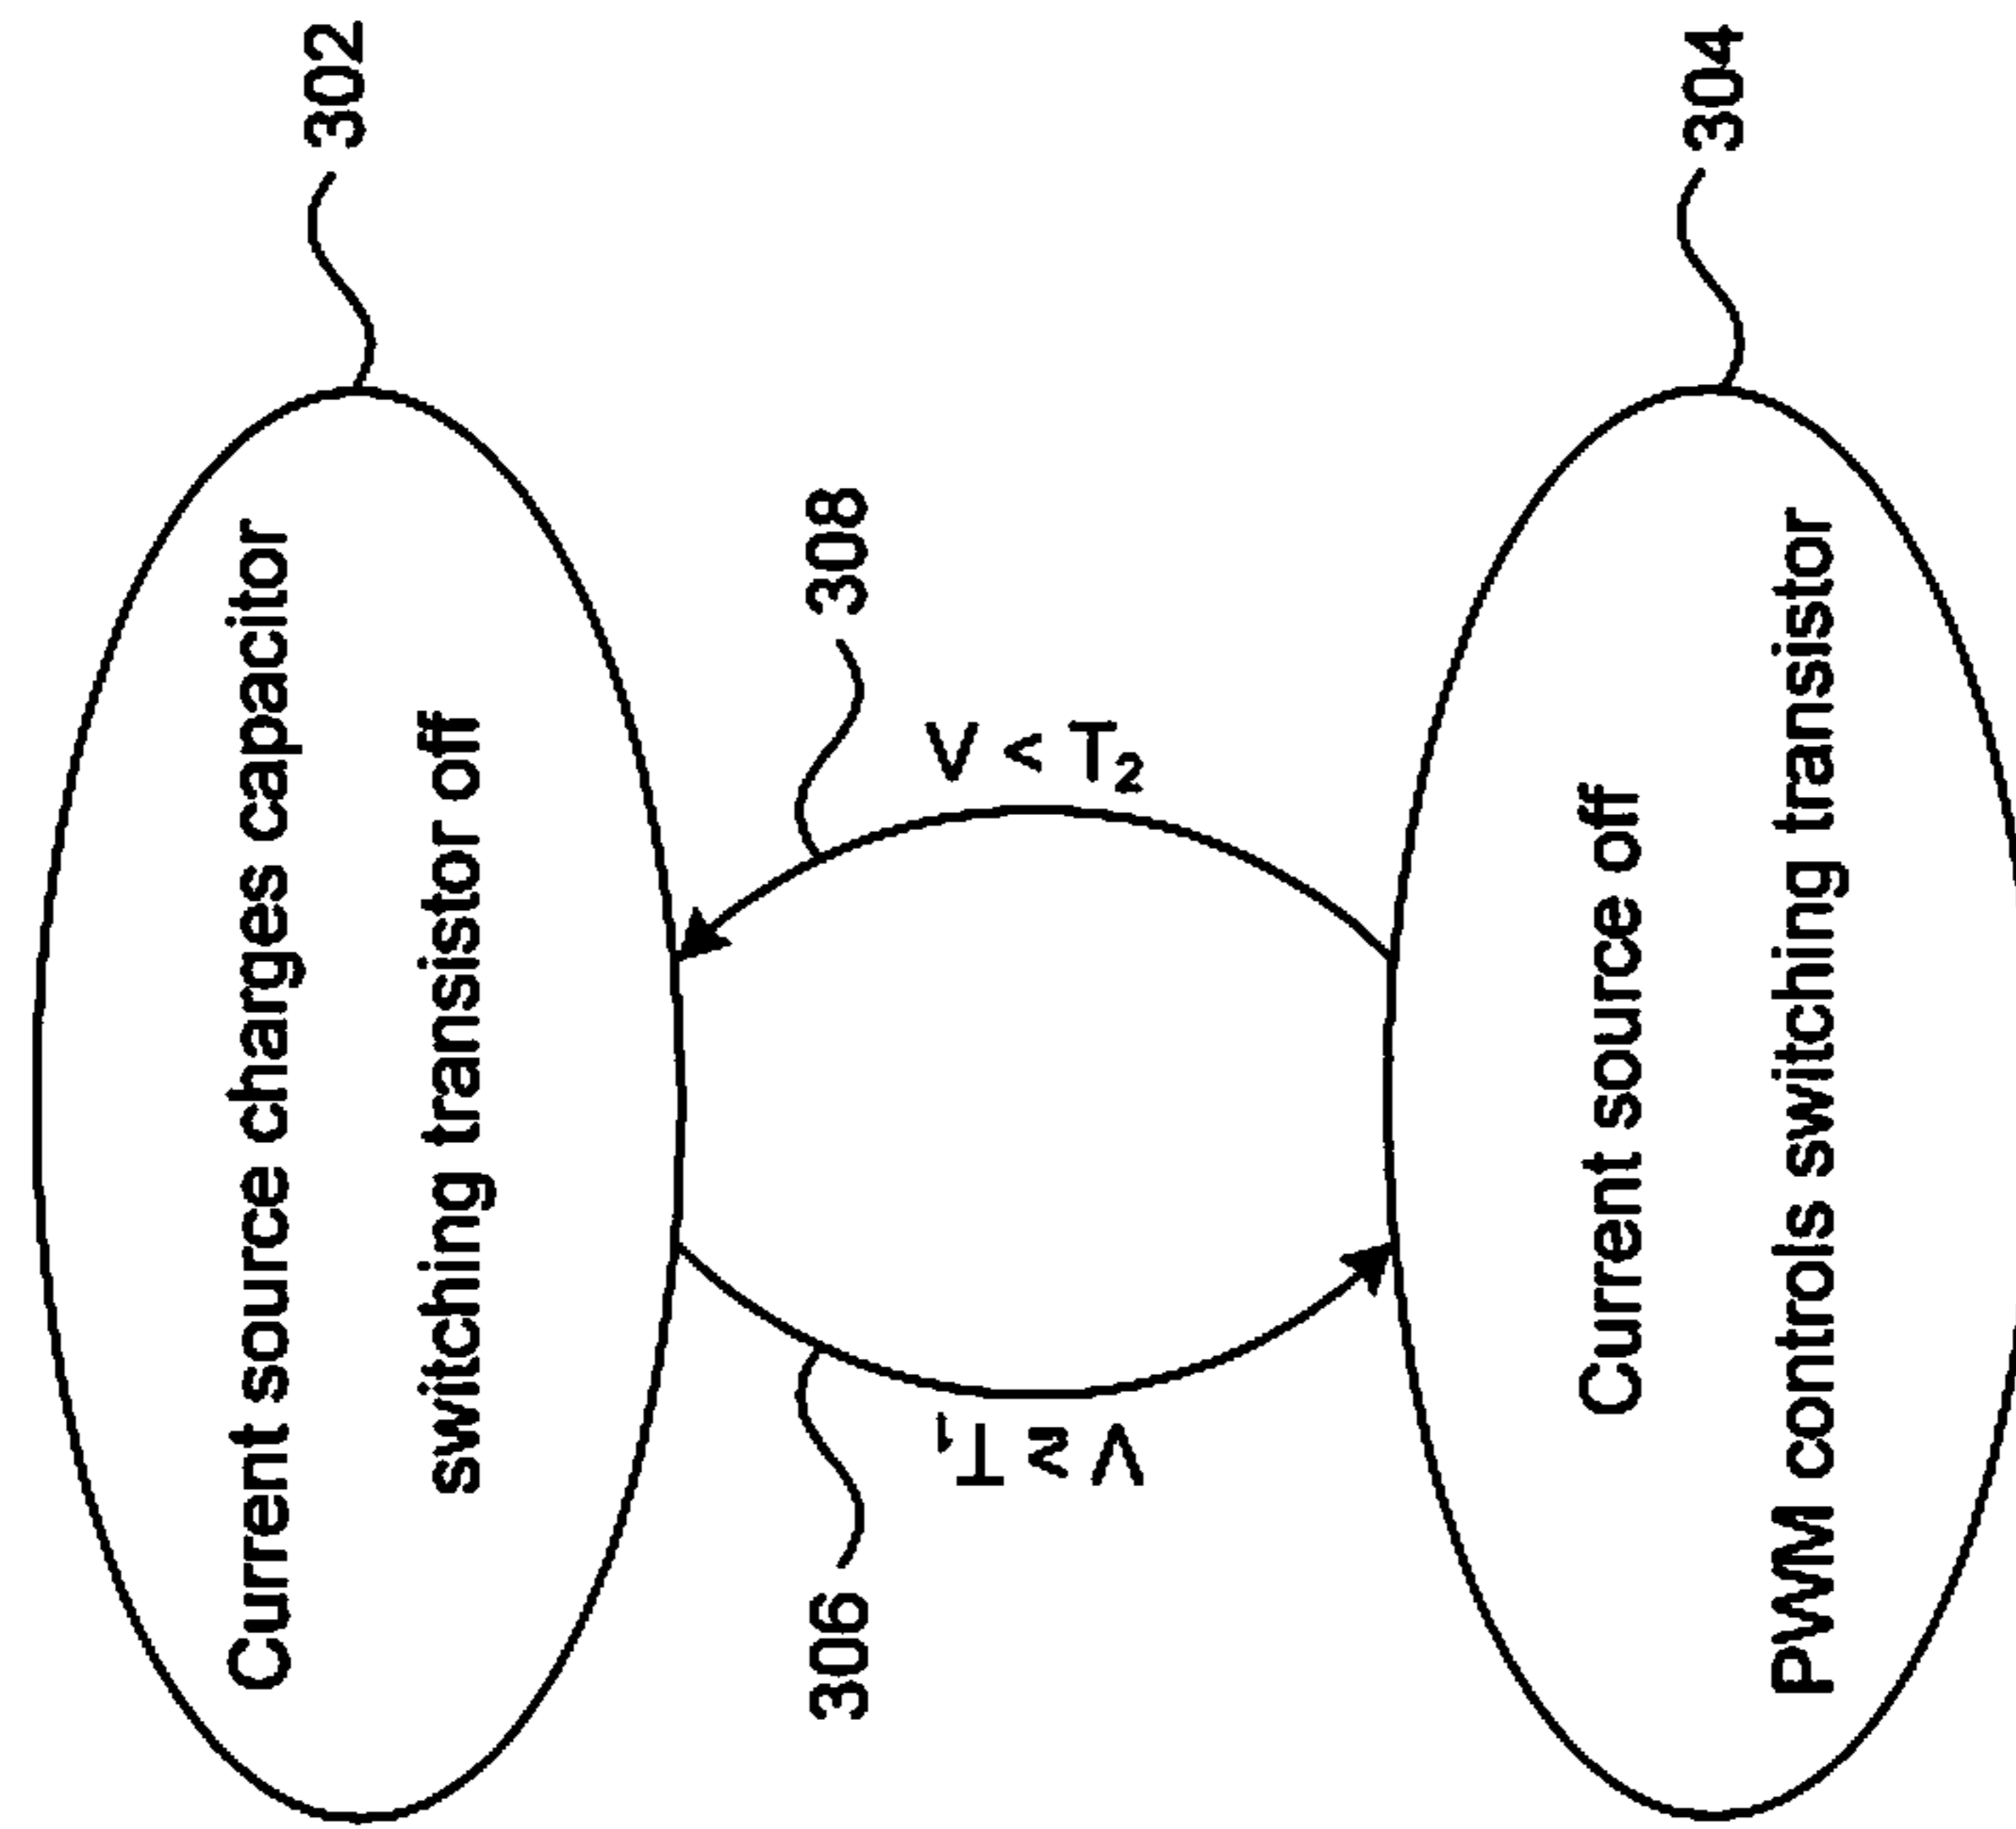 Current source charges capacitor
switching transistor off
302
306
308
V ≥ T₁
V < T₂
Current source off
PWM controls switching transistor
304